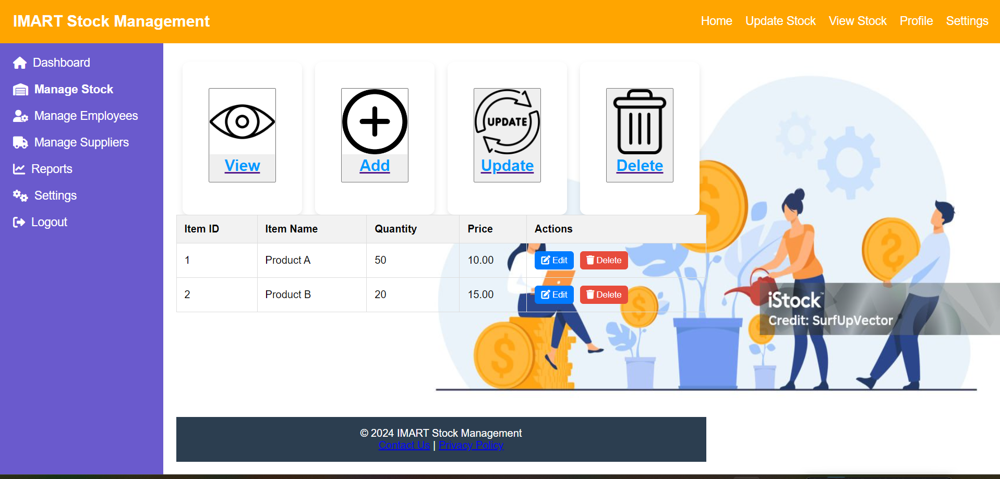 IMART Stock Management
Home Update Stock View Stock Profile Settings
Dashboard
Manage Stock
Manage Employees
Manage Suppliers
Reports
Settings
Logout
View
Add
UPDATE
Update
Delete
Item ID Item Name Quantity Price Actions
1 Product A 50 10.00 Edit Delete
2 Product B 20 15.00 Edit Delete
iStock™
Credit: SurfUpVector
© 2024 IMART Stock Management
Contact Us | Privacy Policy